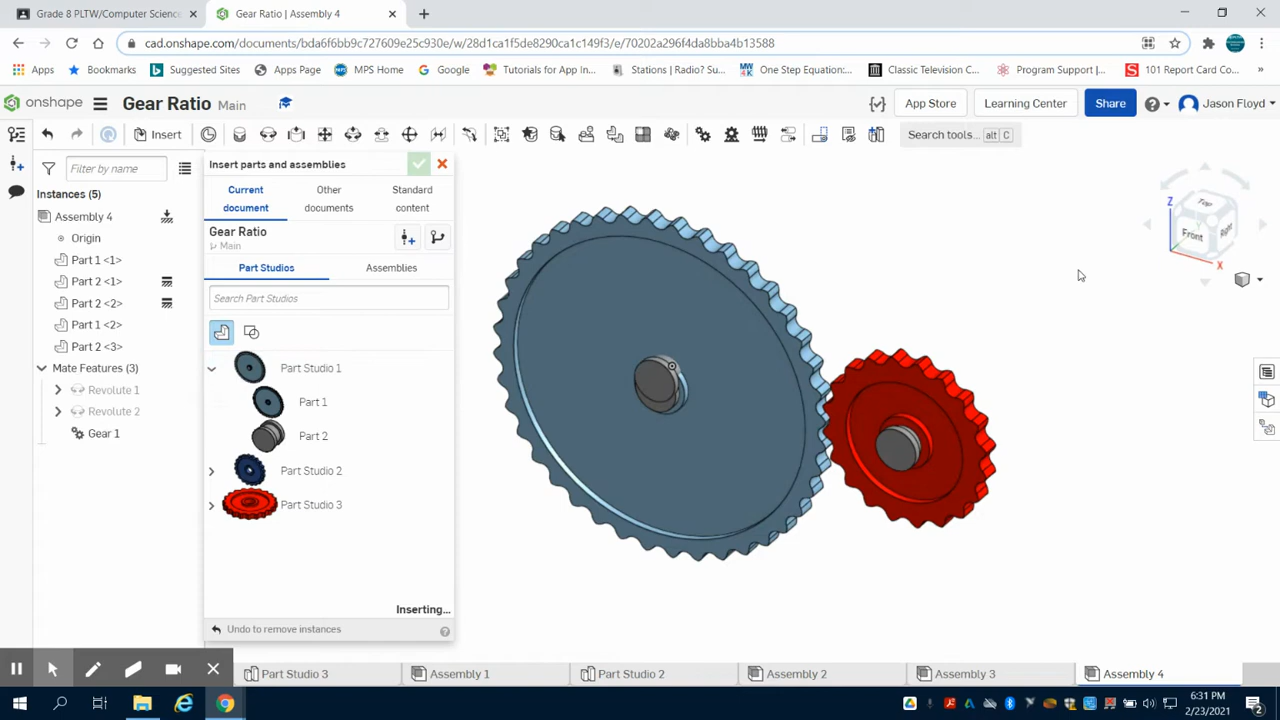 Grade 8 PLTW/Computer Science
Gear Ratio | Assembly 4
cad.onshape.com/documents/bda6f6bb9c727609e25c930e/w/28d1ca1f5de8290ca1c149f3/e/70202a296f4da8bba4b13588
Apps
Bookmarks
Suggested Sites
Apps Page
MPS Home
Google
Tutorials for App In...
Stations | Radio? Su...
One Step Equation:...
Classic Television C...
Program Support |...
101 Report Card Co...
»
onshape
Gear Ratio Main
App Store
Learning Center
Share
Jason Floyd
Insert
Search tools... alt C
Filter by name
Insert parts and assemblies
Instances (5)
Current document
Other documents
Standard content
Assembly 4
Origin
Part 1 <1>
Part 2 <1>
Part 2 <2>
Part 1 <2>
Part 2 <3>
Mate Features (3)
Revolute 1
Revolute 2
Gear 1
Gear Ratio
Main
Part Studios
Assemblies
Search Part Studios
Part Studio 1
Part 1
Part 2
Part Studio 2
Part Studio 3
Inserting...
Undo to remove instances
Z
Top
Front
Right
X
Part Studio 3
Assembly 1
Part Studio 2
Assembly 2
Assembly 3
Assembly 4
6:31 PM
2/23/2021
2